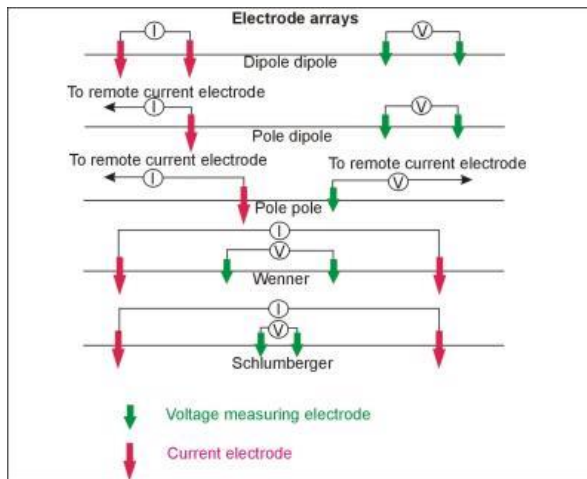 Electrode arrays
I
V
Dipole dipole
To remote current electrode
I
V
Pole dipole
To remote current electrode
To remote current electrode
I
V
Pole pole
I
V
Wenner
I
V
Schlumberger
Voltage measuring electrode
Current electrode